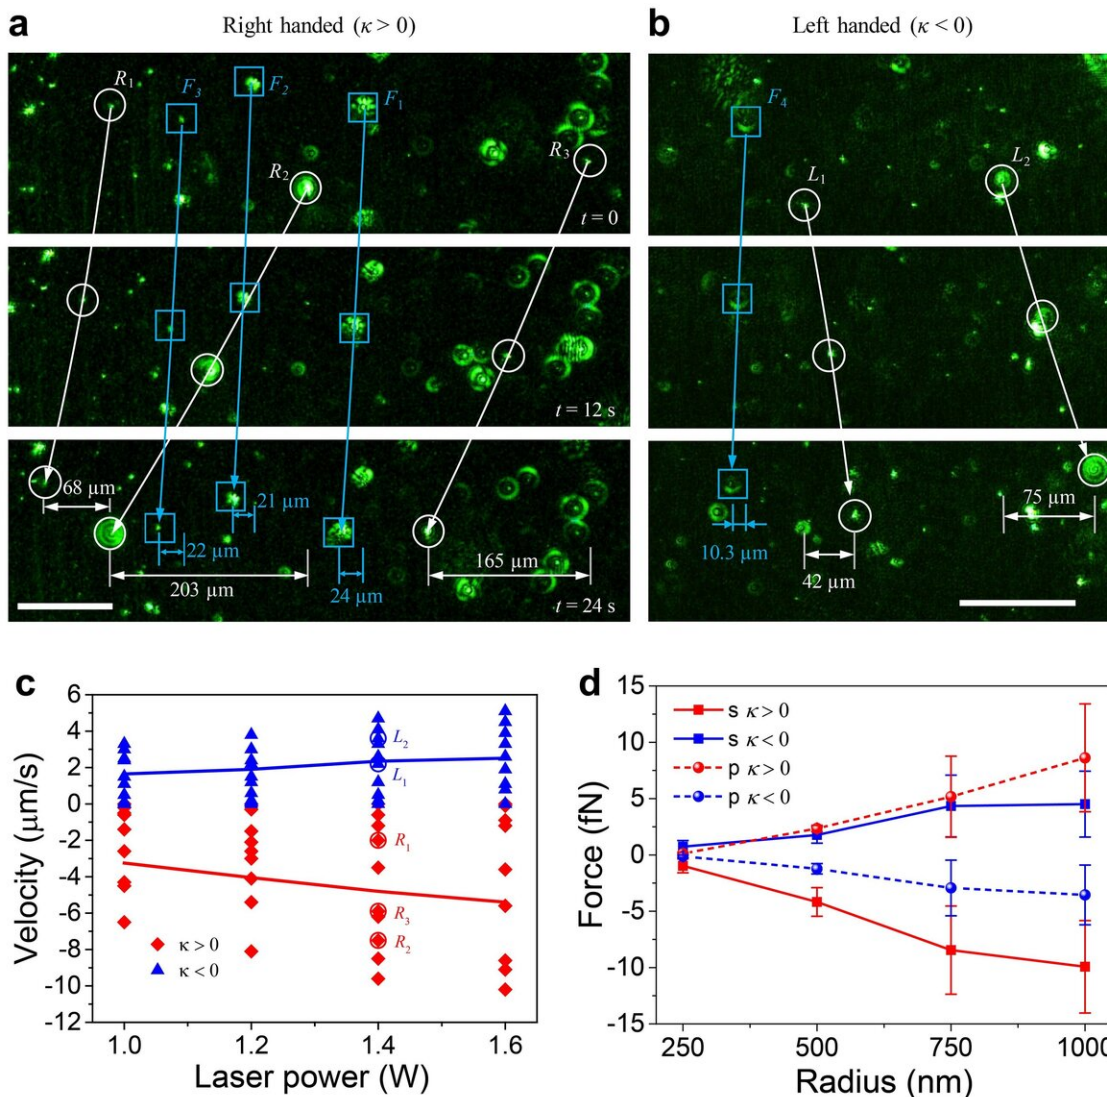 a
Right handed (κ > 0)
R1
F3
F2
F1
R2
R3
t = 0
t = 12 s
68 µm
21 µm
22 µm
203 µm
24 µm
165 µm
t = 24 s
b
Left handed (κ < 0)
F4
L1
L2
10.3 µm
42 µm
75 µm
c
6
4
2
0
-2
-4
-6
-8
-10
-12
Velocity (µm/s)
L2
L1
R1
R3
R2
κ > 0
κ < 0
1.0 1.2 1.4 1.6
Laser power (W)
d
15
10
5
0
-5
-10
-15
Force (fN)
s κ > 0
s κ < 0
p κ > 0
p κ < 0
250 500 750 1000
Radius (nm)